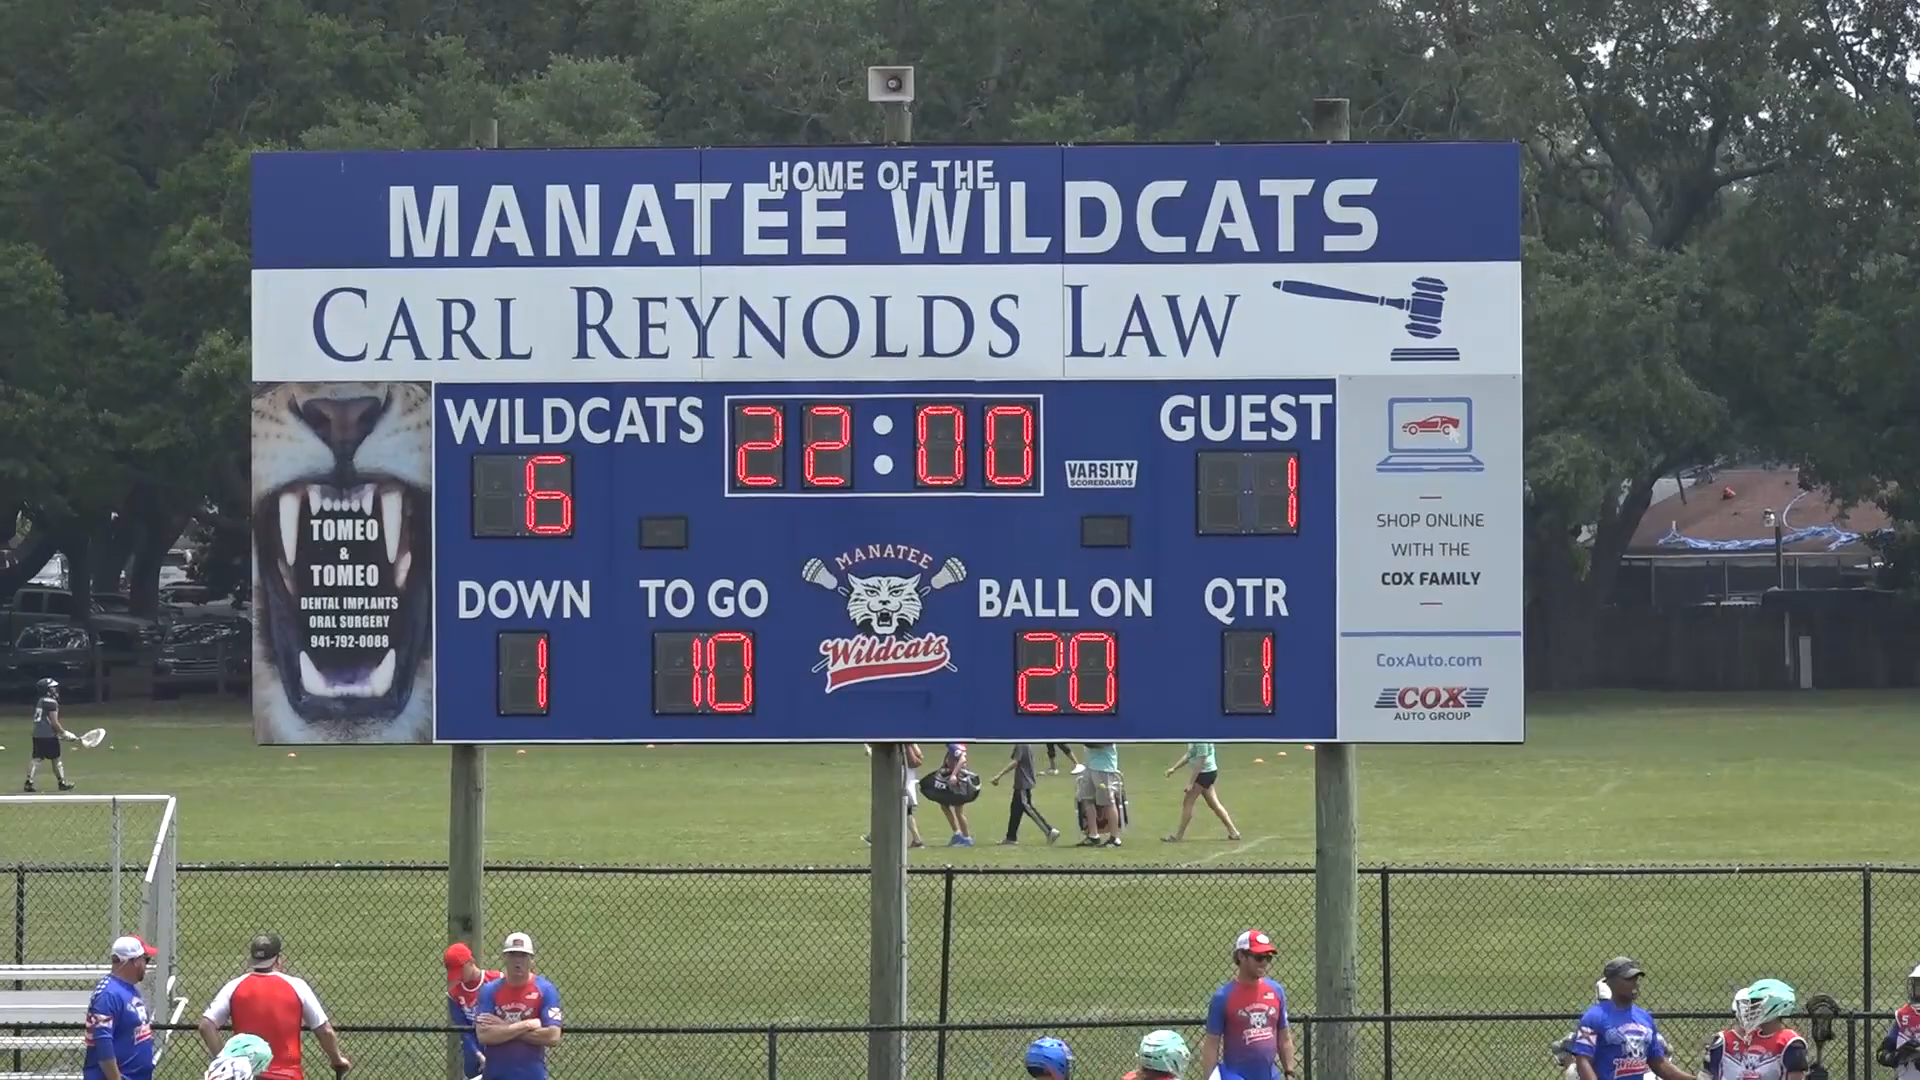 HOME OF THE
MANATEE WILDCATS
CARL REYNOLDS LAW
WILDCATS
22:00
GUEST
6
VARSITY
SCOREBOARDS
1
TOMEO
&
TOMEO
DENTAL IMPLANTS
ORAL SURGERY
941-792-0088
DOWN
TO GO
MANATEE
Wildcats
BALL ON
QTR
1
10
20
1
SHOP ONLINE
WITH THE
COX FAMILY
CoxAuto.com
COX
AUTO GROUP